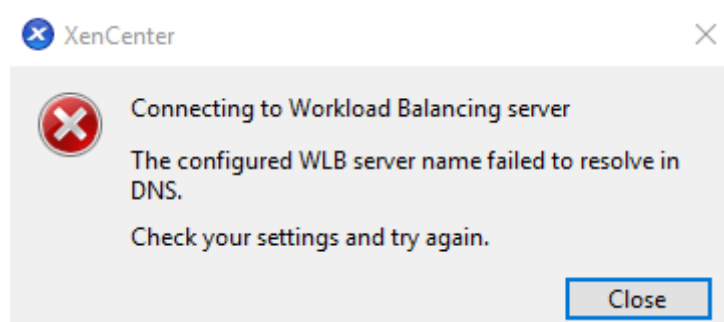 XenCenter
Connecting to Workload Balancing server
The configured WLB server name failed to resolve in
DNS.
Check your settings and try again.
Close